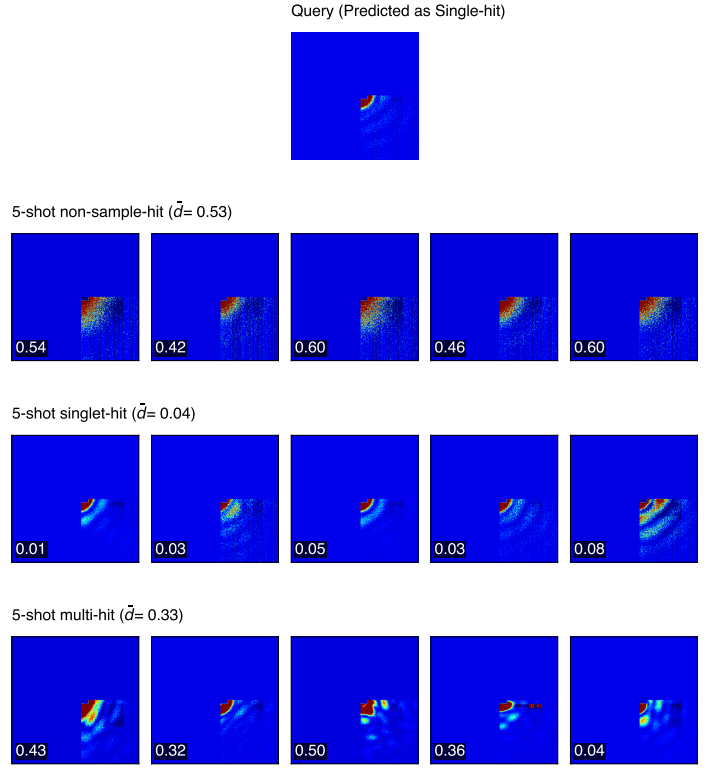 Query (Predicted as Single-hit)
5-shot non-sample-hit (d̄= 0.53)
0.54 0.42 0.60 0.46 0.60
5-shot singlet-hit (d̄= 0.04)
0.01 0.03 0.05 0.03 0.08
5-shot multi-hit (d̄= 0.33)
0.43 0.32 0.50 0.36 0.04